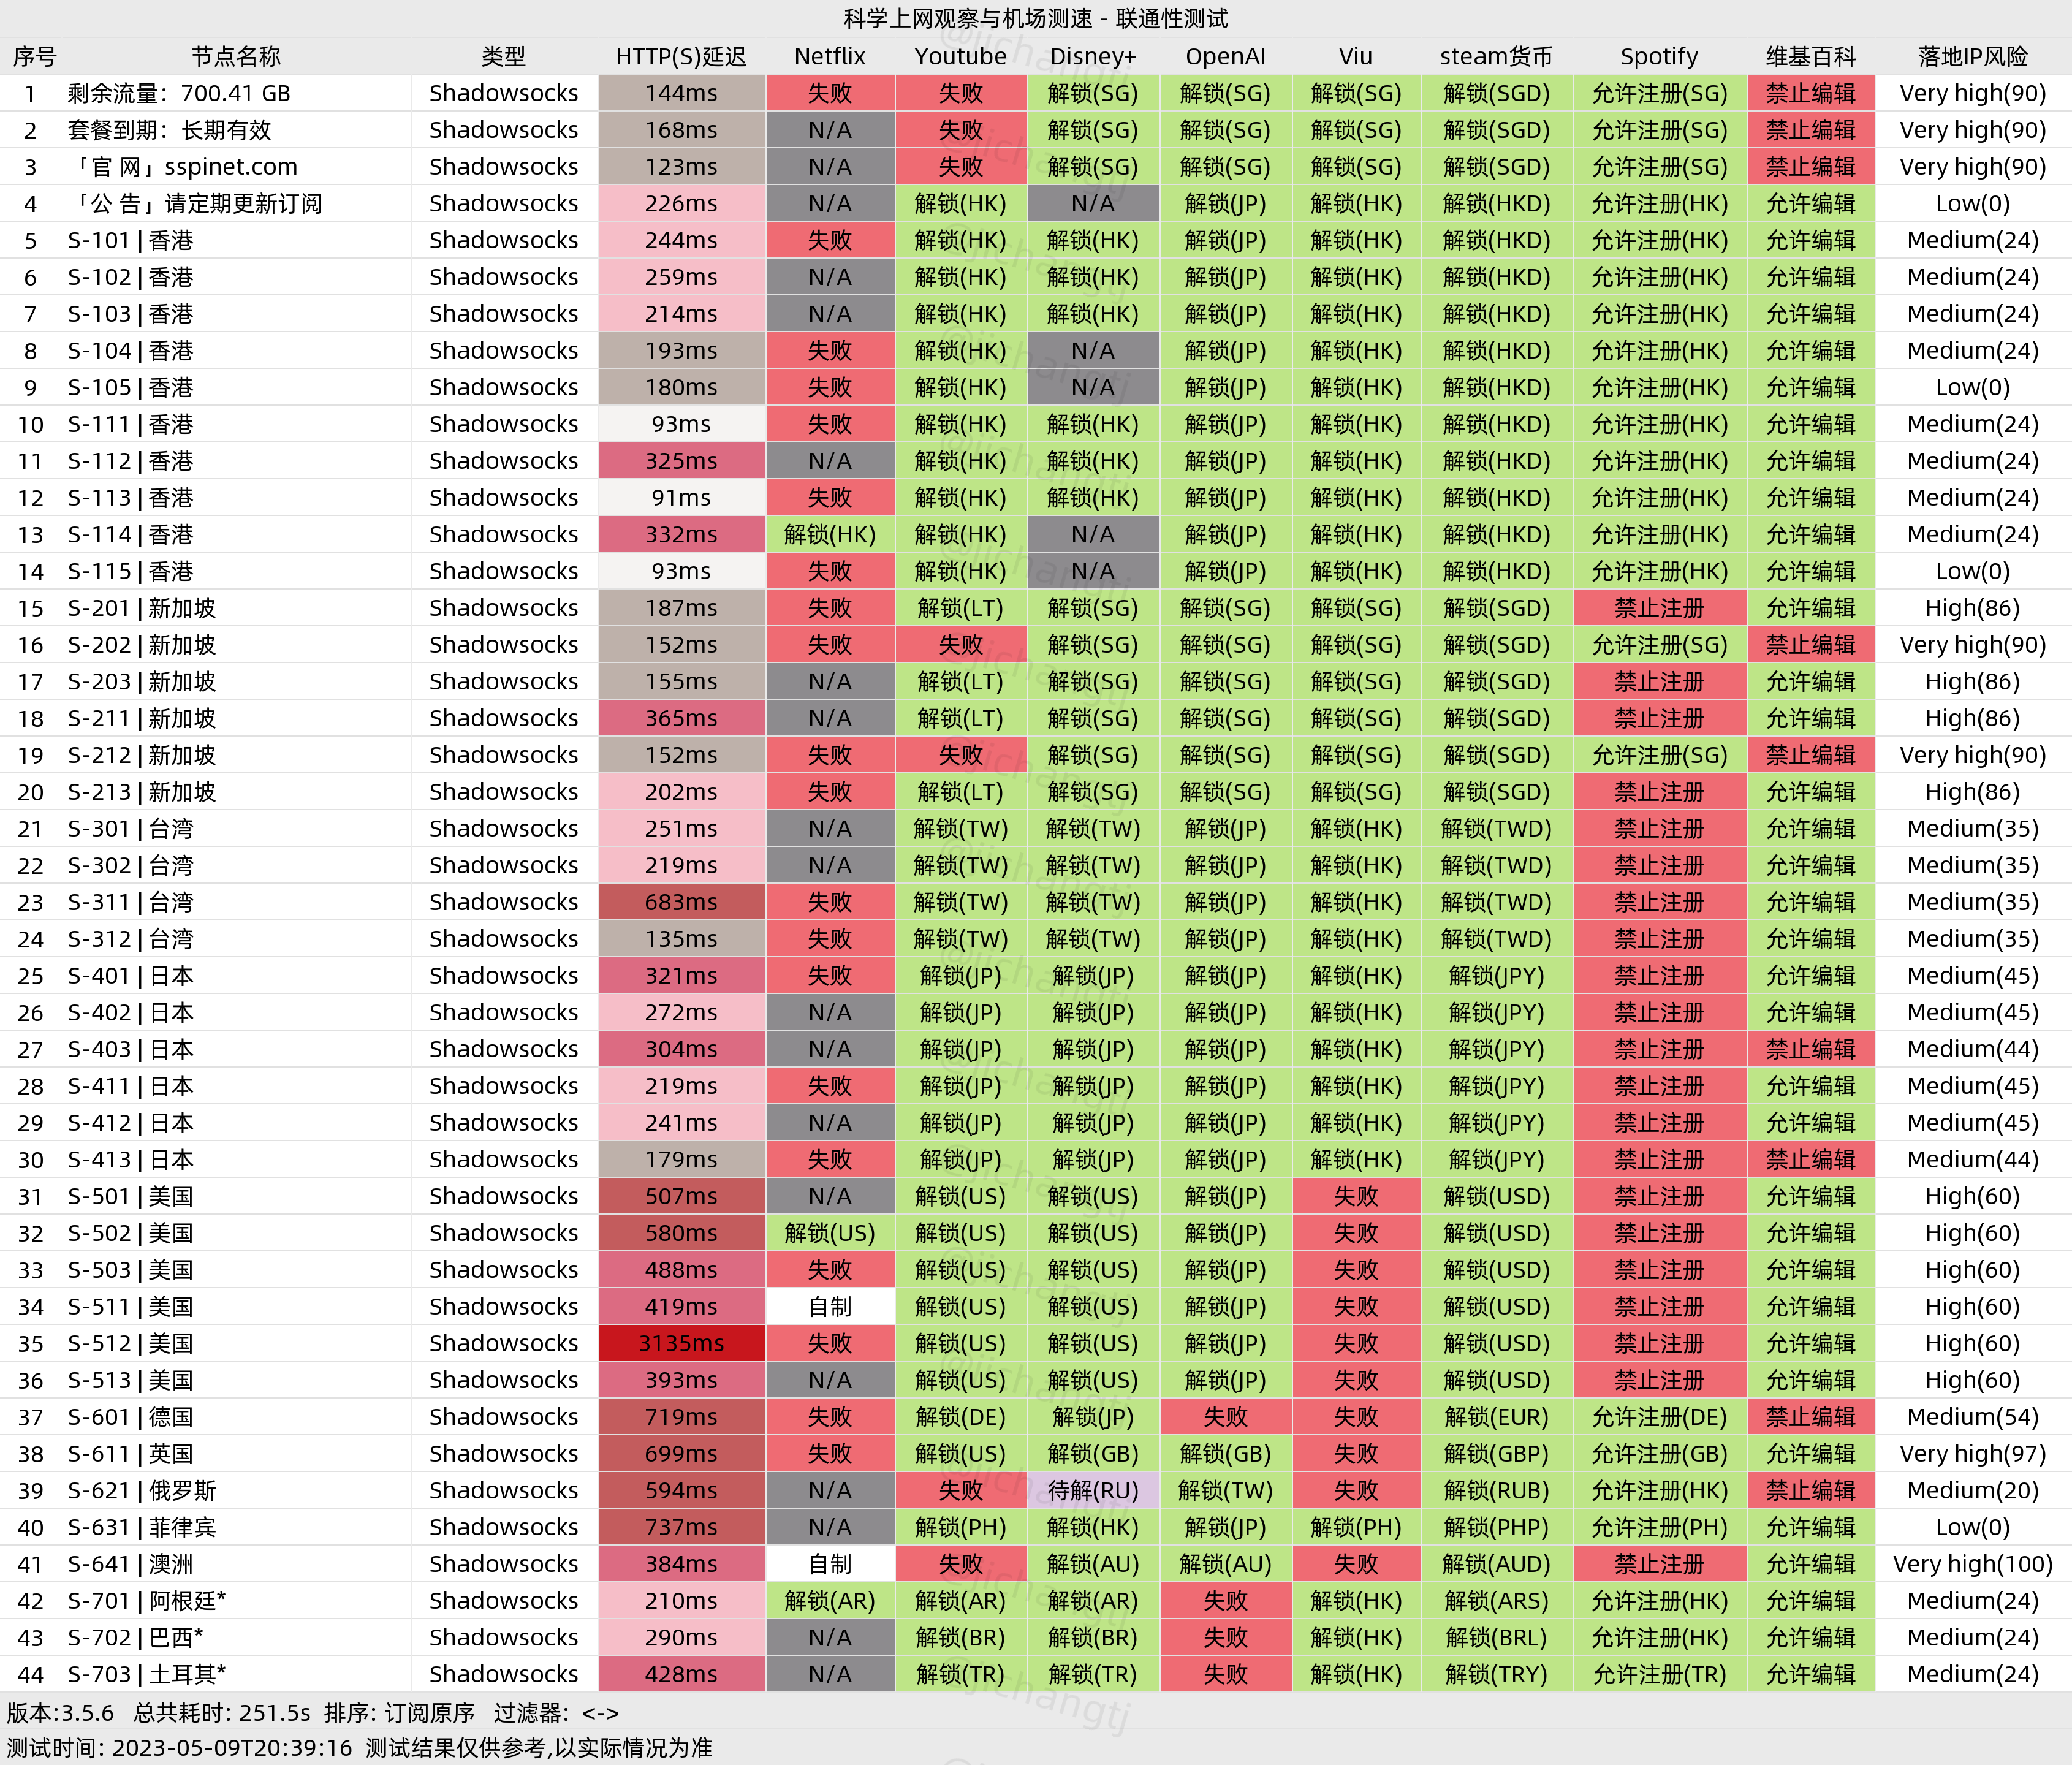 科学上网观察与机场测速 - 联通性测试
序号 节点名称 类型 HTTP(S)延迟 Netflix Youtube Disney+ OpenAI Viu steam货币 Spotify 维基百科 落地IP风险
1 剩余流量：700.41 GB Shadowsocks 144ms 失败 失败 解锁(SG) 解锁(SG) 解锁(SG) 解锁(SGD) 允许注册(SG) 禁止编辑 Very high(90)
2 套餐到期：长期有效 Shadowsocks 168ms N/A 失败 解锁(SG) 解锁(SG) 解锁(SG) 解锁(SGD) 允许注册(SG) 禁止编辑 Very high(90)
3 「官 网」sspinet.com Shadowsocks 123ms N/A 失败 解锁(SG) 解锁(SG) 解锁(SG) 解锁(SGD) 允许注册(SG) 禁止编辑 Very high(90)
4 「公 告」请定期更新订阅 Shadowsocks 226ms N/A 解锁(HK) N/A 解锁(JP) 解锁(HK) 解锁(HKD) 允许注册(HK) 允许编辑 Low(0)
5 S-101 | 香港 Shadowsocks 244ms 失败 解锁(HK) 解锁(HK) 解锁(JP) 解锁(HK) 解锁(HKD) 允许注册(HK) 允许编辑 Medium(24)
6 S-102 | 香港 Shadowsocks 259ms N/A 解锁(HK) 解锁(HK) 解锁(JP) 解锁(HK) 解锁(HKD) 允许注册(HK) 允许编辑 Medium(24)
7 S-103 | 香港 Shadowsocks 214ms N/A 解锁(HK) 解锁(HK) 解锁(JP) 解锁(HK) 解锁(HKD) 允许注册(HK) 允许编辑 Medium(24)
8 S-104 | 香港 Shadowsocks 193ms 失败 解锁(HK) N/A 解锁(JP) 解锁(HK) 解锁(HKD) 允许注册(HK) 允许编辑 Medium(24)
9 S-105 | 香港 Shadowsocks 180ms 失败 解锁(HK) N/A 解锁(JP) 解锁(HK) 解锁(HKD) 允许注册(HK) 允许编辑 Low(0)
10 S-111 | 香港 Shadowsocks 93ms 失败 解锁(HK) 解锁(HK) 解锁(JP) 解锁(HK) 解锁(HKD) 允许注册(HK) 允许编辑 Medium(24)
11 S-112 | 香港 Shadowsocks 325ms N/A 解锁(HK) 解锁(HK) 解锁(JP) 解锁(HK) 解锁(HKD) 允许注册(HK) 允许编辑 Medium(24)
12 S-113 | 香港 Shadowsocks 91ms 失败 解锁(HK) 解锁(HK) 解锁(JP) 解锁(HK) 解锁(HKD) 允许注册(HK) 允许编辑 Medium(24)
13 S-114 | 香港 Shadowsocks 332ms 解锁(HK) 解锁(HK) N/A 解锁(JP) 解锁(HK) 解锁(HKD) 允许注册(HK) 允许编辑 Medium(24)
14 S-115 | 香港 Shadowsocks 93ms 失败 解锁(HK) N/A 解锁(JP) 解锁(HK) 解锁(HKD) 允许注册(HK) 允许编辑 Low(0)
15 S-201 | 新加坡 Shadowsocks 187ms 失败 解锁(LT) 解锁(SG) 解锁(SG) 解锁(SG) 解锁(SGD) 禁止注册 允许编辑 High(86)
16 S-202 | 新加坡 Shadowsocks 152ms 失败 失败 解锁(SG) 解锁(SG) 解锁(SG) 解锁(SGD) 允许注册(SG) 禁止编辑 Very high(90)
17 S-203 | 新加坡 Shadowsocks 155ms N/A 解锁(LT) 解锁(SG) 解锁(SG) 解锁(SG) 解锁(SGD) 禁止注册 允许编辑 High(86)
18 S-211 | 新加坡 Shadowsocks 365ms N/A 解锁(LT) 解锁(SG) 解锁(SG) 解锁(SG) 解锁(SGD) 禁止注册 允许编辑 High(86)
19 S-212 | 新加坡 Shadowsocks 152ms 失败 失败 解锁(SG) 解锁(SG) 解锁(SG) 解锁(SGD) 允许注册(SG) 禁止编辑 Very high(90)
20 S-213 | 新加坡 Shadowsocks 202ms 失败 解锁(LT) 解锁(SG) 解锁(SG) 解锁(SG) 解锁(SGD) 禁止注册 允许编辑 High(86)
21 S-301 | 台湾 Shadowsocks 251ms N/A 解锁(TW) 解锁(TW) 解锁(JP) 解锁(HK) 解锁(TWD) 禁止注册 允许编辑 Medium(35)
22 S-302 | 台湾 Shadowsocks 219ms N/A 解锁(TW) 解锁(TW) 解锁(JP) 解锁(HK) 解锁(TWD) 禁止注册 允许编辑 Medium(35)
23 S-311 | 台湾 Shadowsocks 683ms 失败 解锁(TW) 解锁(TW) 解锁(JP) 解锁(HK) 解锁(TWD) 禁止注册 允许编辑 Medium(35)
24 S-312 | 台湾 Shadowsocks 135ms 失败 解锁(TW) 解锁(TW) 解锁(JP) 解锁(HK) 解锁(TWD) 禁止注册 允许编辑 Medium(35)
25 S-401 | 日本 Shadowsocks 321ms 失败 解锁(JP) 解锁(JP) 解锁(JP) 解锁(HK) 解锁(JPY) 禁止注册 允许编辑 Medium(45)
26 S-402 | 日本 Shadowsocks 272ms N/A 解锁(JP) 解锁(JP) 解锁(JP) 解锁(HK) 解锁(JPY) 禁止注册 允许编辑 Medium(45)
27 S-403 | 日本 Shadowsocks 304ms N/A 解锁(JP) 解锁(JP) 解锁(JP) 解锁(HK) 解锁(JPY) 禁止注册 禁止编辑 Medium(44)
28 S-411 | 日本 Shadowsocks 219ms 失败 解锁(JP) 解锁(JP) 解锁(JP) 解锁(HK) 解锁(JPY) 禁止注册 允许编辑 Medium(45)
29 S-412 | 日本 Shadowsocks 241ms N/A 解锁(JP) 解锁(JP) 解锁(JP) 解锁(HK) 解锁(JPY) 禁止注册 允许编辑 Medium(45)
30 S-413 | 日本 Shadowsocks 179ms 失败 解锁(JP) 解锁(JP) 解锁(JP) 解锁(HK) 解锁(JPY) 禁止注册 禁止编辑 Medium(44)
31 S-501 | 美国 Shadowsocks 507ms N/A 解锁(US) 解锁(US) 解锁(JP) 失败 解锁(USD) 禁止注册 允许编辑 High(60)
32 S-502 | 美国 Shadowsocks 580ms 解锁(US) 解锁(US) 解锁(US) 解锁(JP) 失败 解锁(USD) 禁止注册 允许编辑 High(60)
33 S-503 | 美国 Shadowsocks 488ms 失败 解锁(US) 解锁(US) 解锁(JP) 失败 解锁(USD) 禁止注册 允许编辑 High(60)
34 S-511 | 美国 Shadowsocks 419ms 自制 解锁(US) 解锁(US) 解锁(JP) 失败 解锁(USD) 禁止注册 允许编辑 High(60)
35 S-512 | 美国 Shadowsocks 3135ms 失败 解锁(US) 解锁(US) 解锁(JP) 失败 解锁(USD) 禁止注册 允许编辑 High(60)
36 S-513 | 美国 Shadowsocks 393ms N/A 解锁(US) 解锁(US) 解锁(JP) 失败 解锁(USD) 禁止注册 允许编辑 High(60)
37 S-601 | 德国 Shadowsocks 719ms 失败 解锁(DE) 解锁(JP) 失败 失败 解锁(EUR) 允许注册(DE) 禁止编辑 Medium(54)
38 S-611 | 英国 Shadowsocks 699ms 失败 解锁(US) 解锁(GB) 解锁(GB) 失败 解锁(GBP) 允许注册(GB) 允许编辑 Very high(97)
39 S-621 | 俄罗斯 Shadowsocks 594ms N/A 失败 待解(RU) 解锁(TW) 失败 解锁(RUB) 允许注册(HK) 禁止编辑 Medium(20)
40 S-631 | 菲律宾 Shadowsocks 737ms N/A 解锁(PH) 解锁(HK) 解锁(JP) 解锁(PH) 解锁(PHP) 允许注册(PH) 允许编辑 Low(0)
41 S-641 | 澳洲 Shadowsocks 384ms 自制 失败 解锁(AU) 解锁(AU) 失败 解锁(AUD) 禁止注册 允许编辑 Very high(100)
42 S-701 | 阿根廷* Shadowsocks 210ms 解锁(AR) 解锁(AR) 解锁(AR) 失败 解锁(HK) 解锁(ARS) 允许注册(HK) 允许编辑 Medium(24)
43 S-702 | 巴西* Shadowsocks 290ms N/A 解锁(BR) 解锁(BR) 失败 解锁(HK) 解锁(BRL) 允许注册(HK) 允许编辑 Medium(24)
44 S-703 | 土耳其* Shadowsocks 428ms N/A 解锁(TR) 解锁(TR) 失败 解锁(HK) 解锁(TRY) 允许注册(TR) 允许编辑 Medium(24)
版本:3.5.6 总共耗时: 251.5s 排序: 订阅原序 过滤器: <->
测试时间: 2023-05-09T20:39:16 测试结果仅供参考,以实际情况为准
@jichangtj